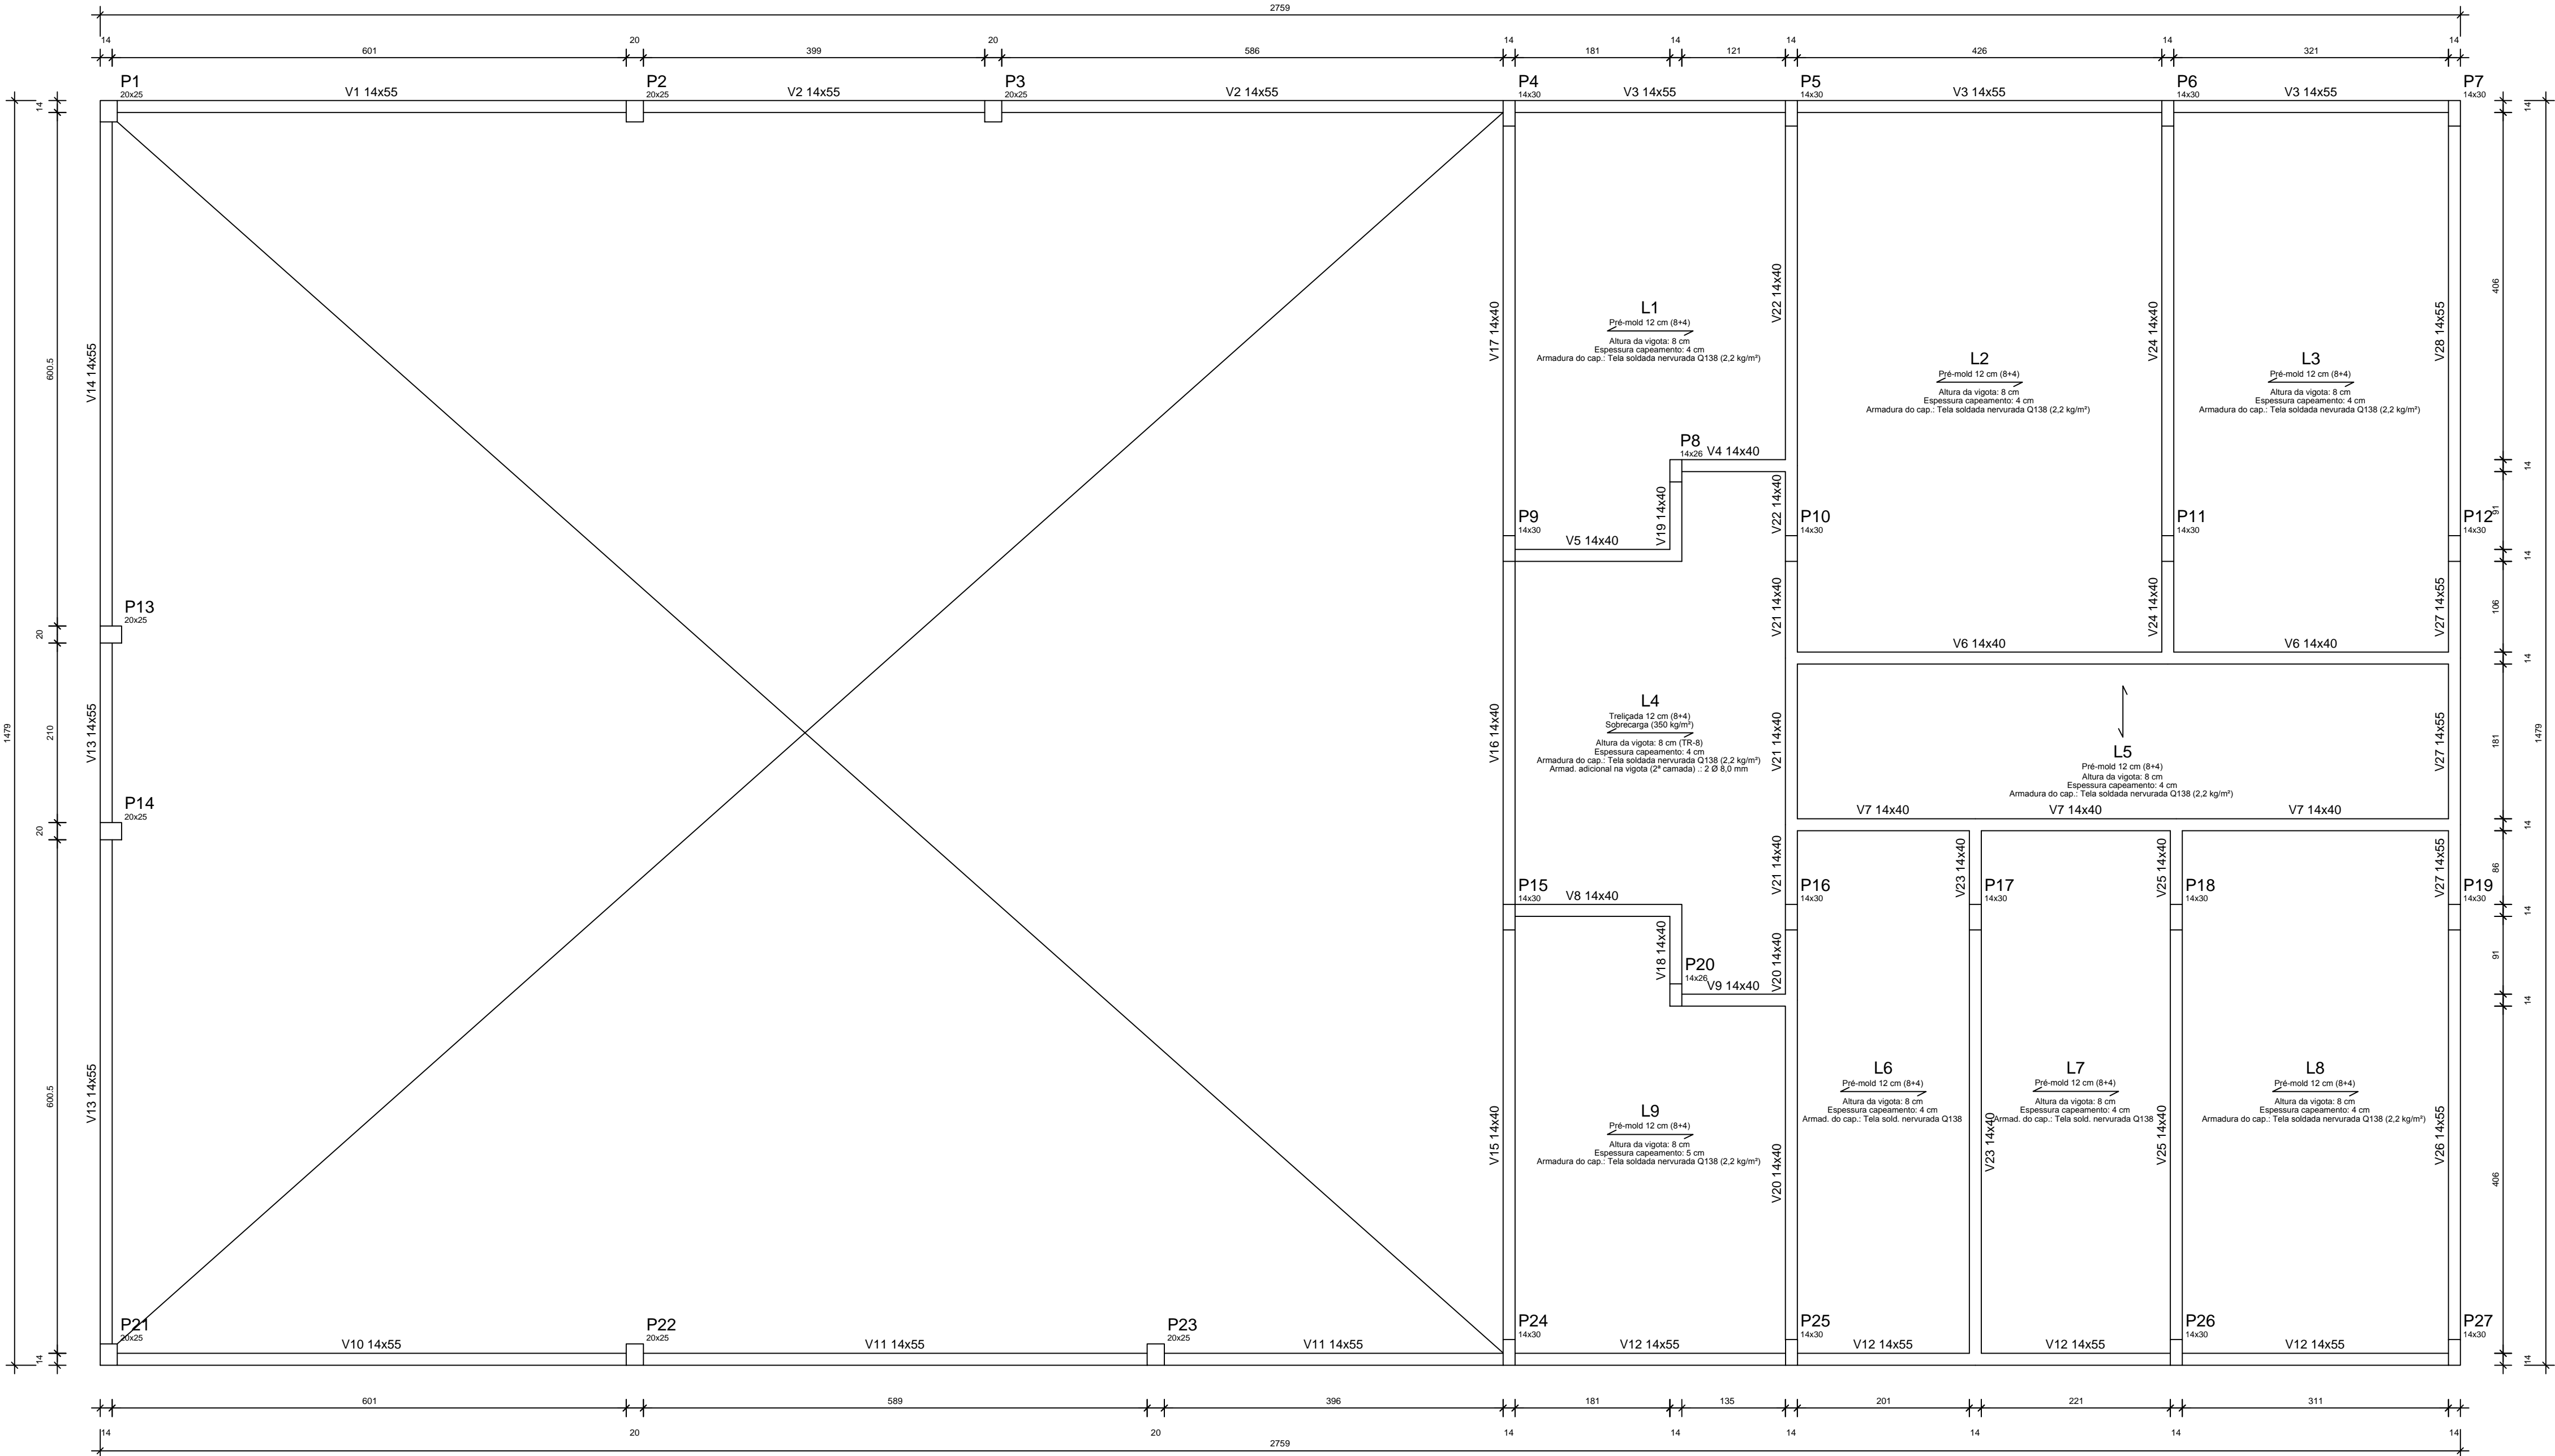 2759
14
601
20
399
20
586
14
181
14
121
14
426
14
321
14
P1
20x25
V1 14x55
P2
20x25
V2 14x55
P3
20x25
V2 14x55
P4
14x30
V3 14x55
P5
14x30
V3 14x55
P6
14x30
V3 14x55
P7
14x30
14
14
600.5
V14 14x55
V17 14x40
L1
Pré-mold 12 cm (8+4)
Altura da vigota: 8 cm
Espessura capeamento: 4 cm
Armadura do cap.: Tela soldada nervurada Q138 (2,2 kg/m²)
V22 14x40
L2
Pré-mold 12 cm (8+4)
Altura da vigota: 8 cm
Espessura capeamento: 4 cm
Armadura do cap.: Tela soldada nervurada Q138 (2,2 kg/m²)
V24 14x40
L3
Pré-mold 12 cm (8+4)
Altura da vigota: 8 cm
Espessura capeamento: 4 cm
Armadura do cap.: Tela soldada nevurada Q138 (2,2 kg/m²)
V28 14x55
406
P8
14x26
V4 14x40
14
P9
14x30
V5 14x40
V19 14x40
V22 14x40
P10
14x30
P11
14x30
P12
14x30
91
14
P13
20x25
20
V21 14x40
V24 14x40
V27 14x55
106
V6 14x40
V6 14x40
14
1479
210
V13 14x55
V16 14x40
L4
Treliçada 12 cm (8+4)
Sobrecarga (350 kg/m²)
Altura da vigota: 8 cm (TR-8)
Espessura capeamento: 4 cm
Armadura do cap.: Tela soldada nervurada Q138 (2,2 kg/m²)
Armad. adicional na vigota (2ª camada) .: 2 Ø 8,0 mm
V21 14x40
L5
Pré-mold 12 cm (8+4)
Altura da vigota: 8 cm
Espessura capeamento: 4 cm
Armadura do cap.: Tela soldada nervurada Q138 (2,2 kg/m²)
V27 14x55
181
1479
P14
20x25
20
V7 14x40
V7 14x40
V7 14x40
14
P15
14x30
V8 14x40
V21 14x40
P16
14x30
V23 14x40
P17
14x30
V25 14x40
P18
14x30
V27 14x55
P19
14x30
86
14
V18 14x40
P20
14x26
V9 14x40
V20 14x40
91
14
600.5
V13 14x55
V15 14x40
L9
Pré-mold 12 cm (8+4)
Altura da vigota: 8 cm
Espessura capeamento: 5 cm
Armadura do cap.: Tela soldada nervurada Q138 (2,2 kg/m²)
V20 14x40
L6
Pré-mold 12 cm (8+4)
Altura da vigota: 8 cm
Espessura capeamento: 4 cm
Armad. do cap.: Tela sold. nervurada Q138
V23 14x40
L7
Pré-mold 12 cm (8+4)
Altura da vigota: 8 cm
Espessura capeamento: 4 cm
Armad. do cap.: Tela sold. nervurada Q138
V25 14x40
L8
Pré-mold 12 cm (8+4)
Altura da vigota: 8 cm
Espessura capeamento: 4 cm
Armadura do cap.: Tela soldada nervurada Q138 (2,2 kg/m²)
V26 14x55
406
P21
20x25
V10 14x55
P22
20x25
V11 14x55
P23
20x25
V11 14x55
P24
14x30
V12 14x55
P25
14x30
V12 14x55
V12 14x55
P26
14x30
V12 14x55
P27
14x30
14
14
601
589
396
181
135
201
221
311
14
20
20
14
14
14
14
14
14
2759